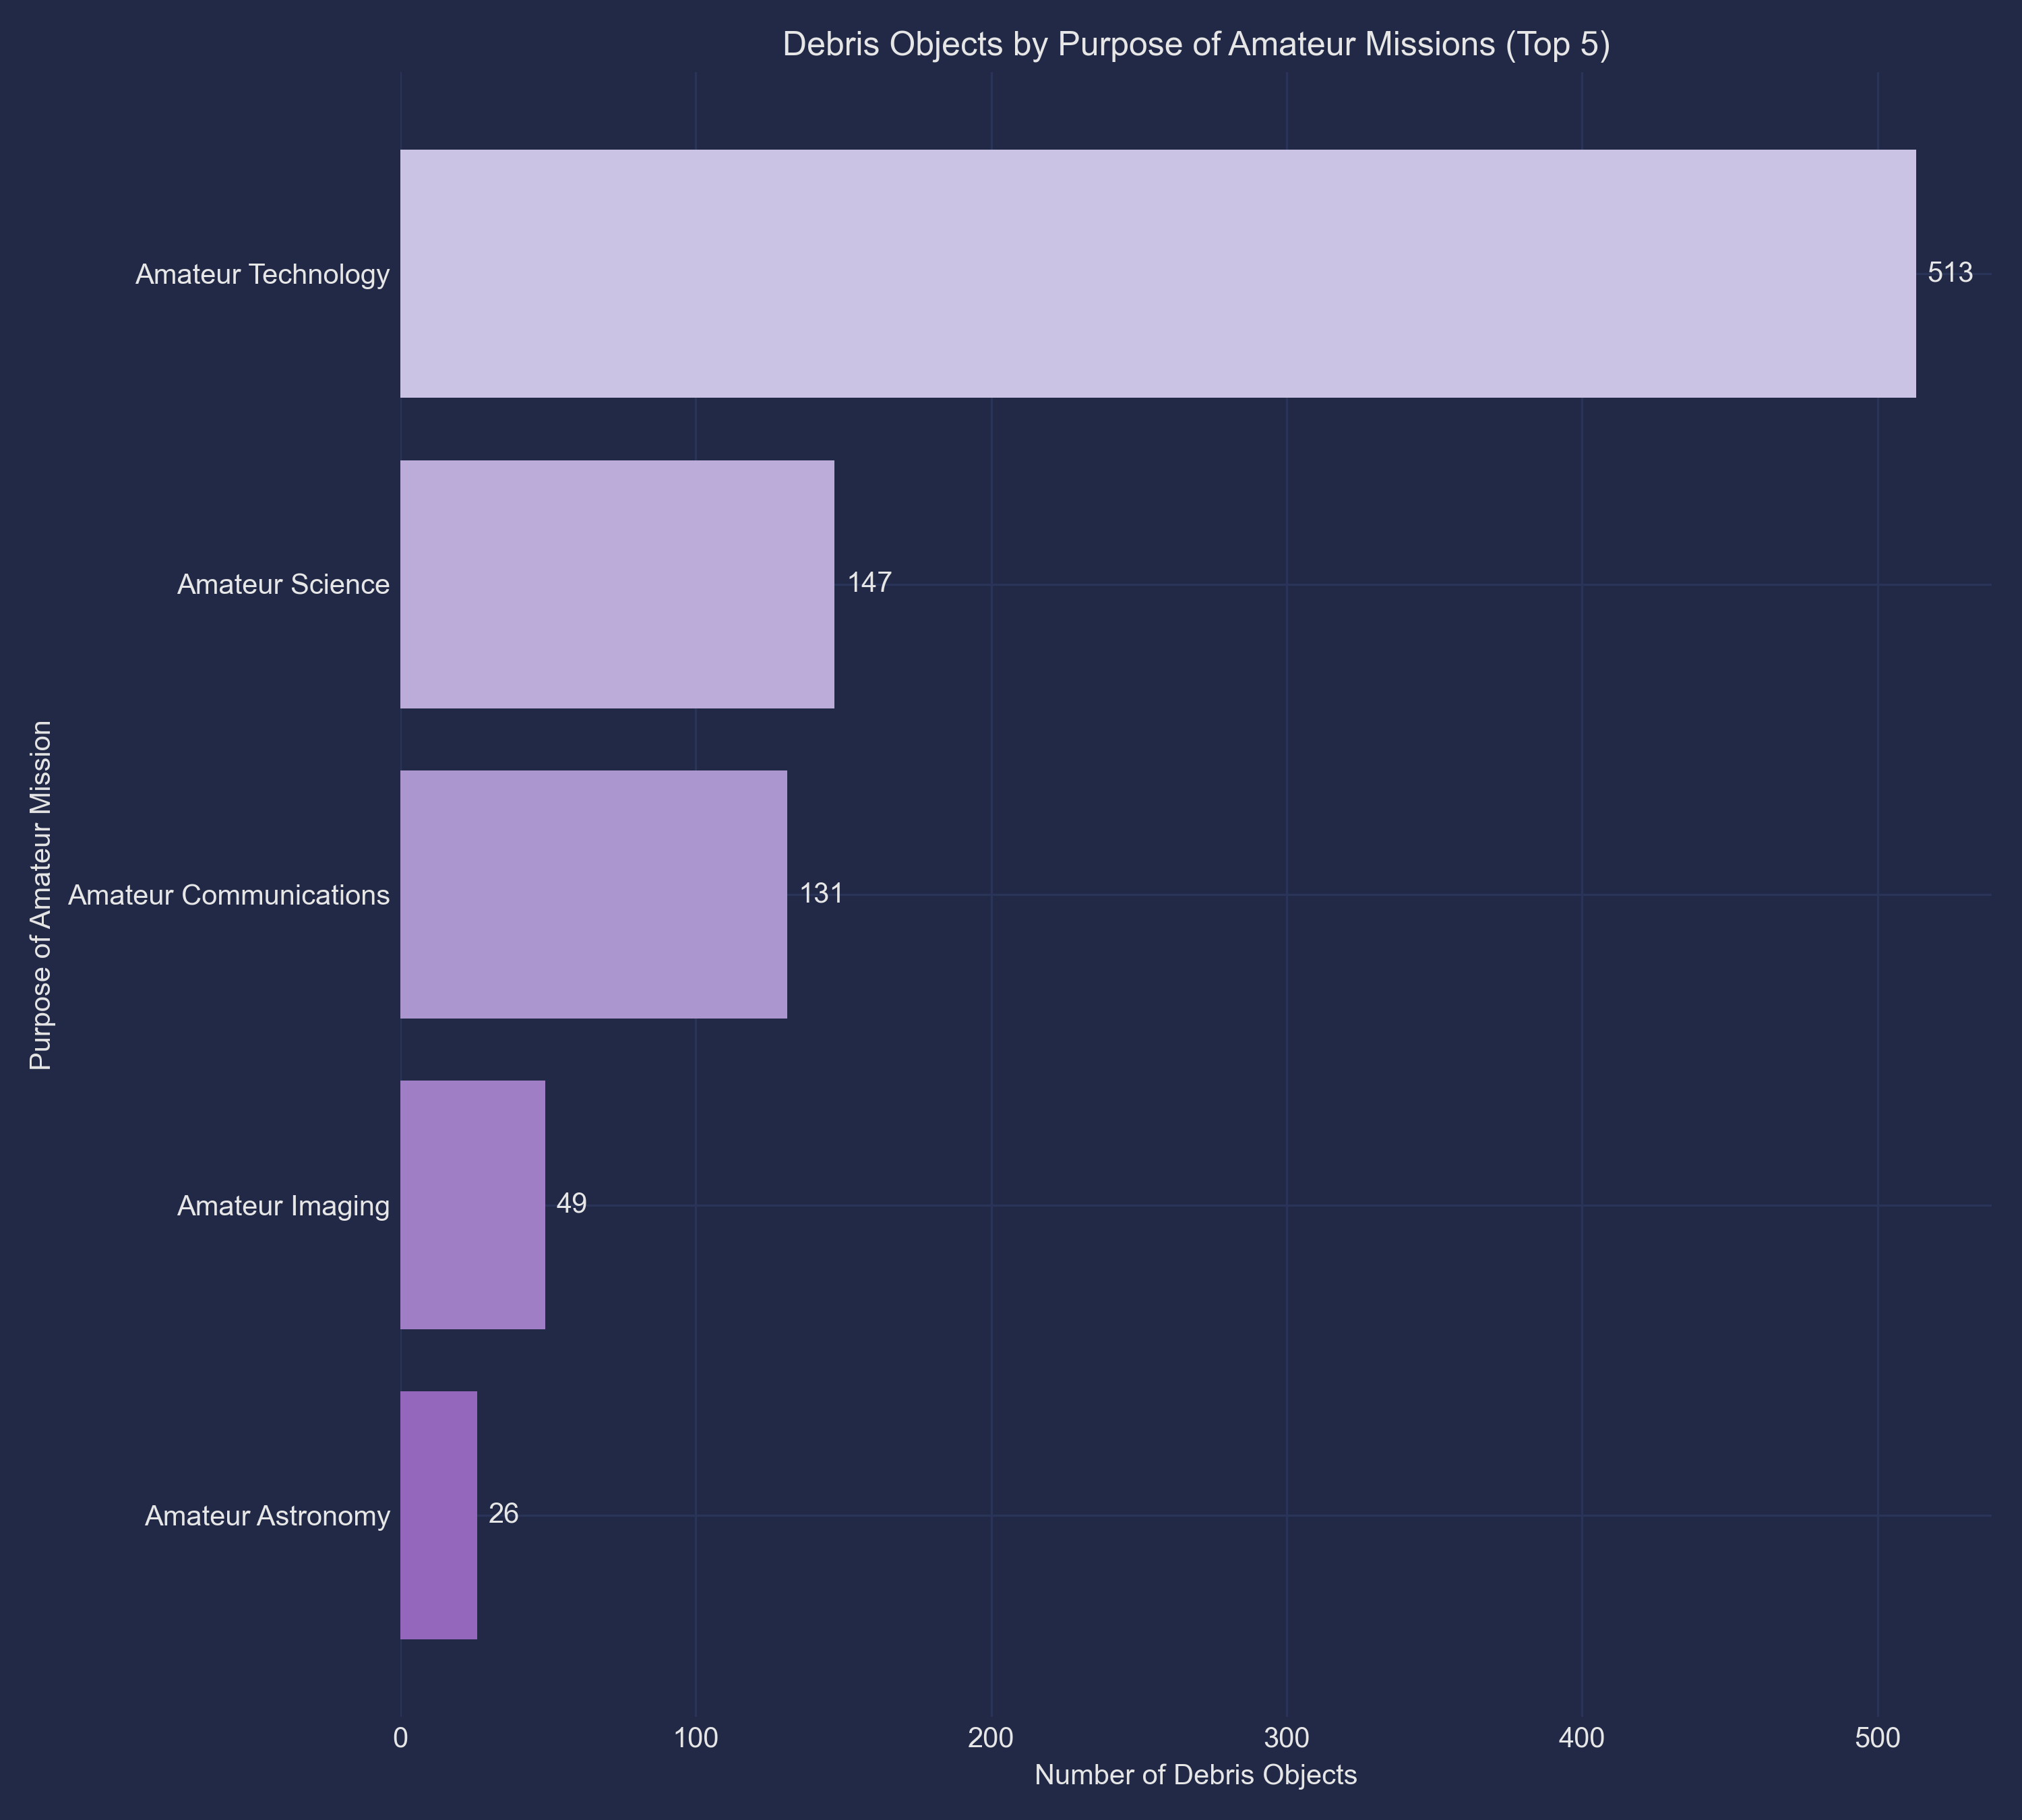 Debris Objects by Purpose of Amateur Missions (Top 5)
Purpose of Amateur Mission
Amateur Technology
513
Amateur Science
147
Amateur Communications
131
Amateur Imaging
49
Amateur Astronomy
26
0 100 200 300 400 500
Number of Debris Objects